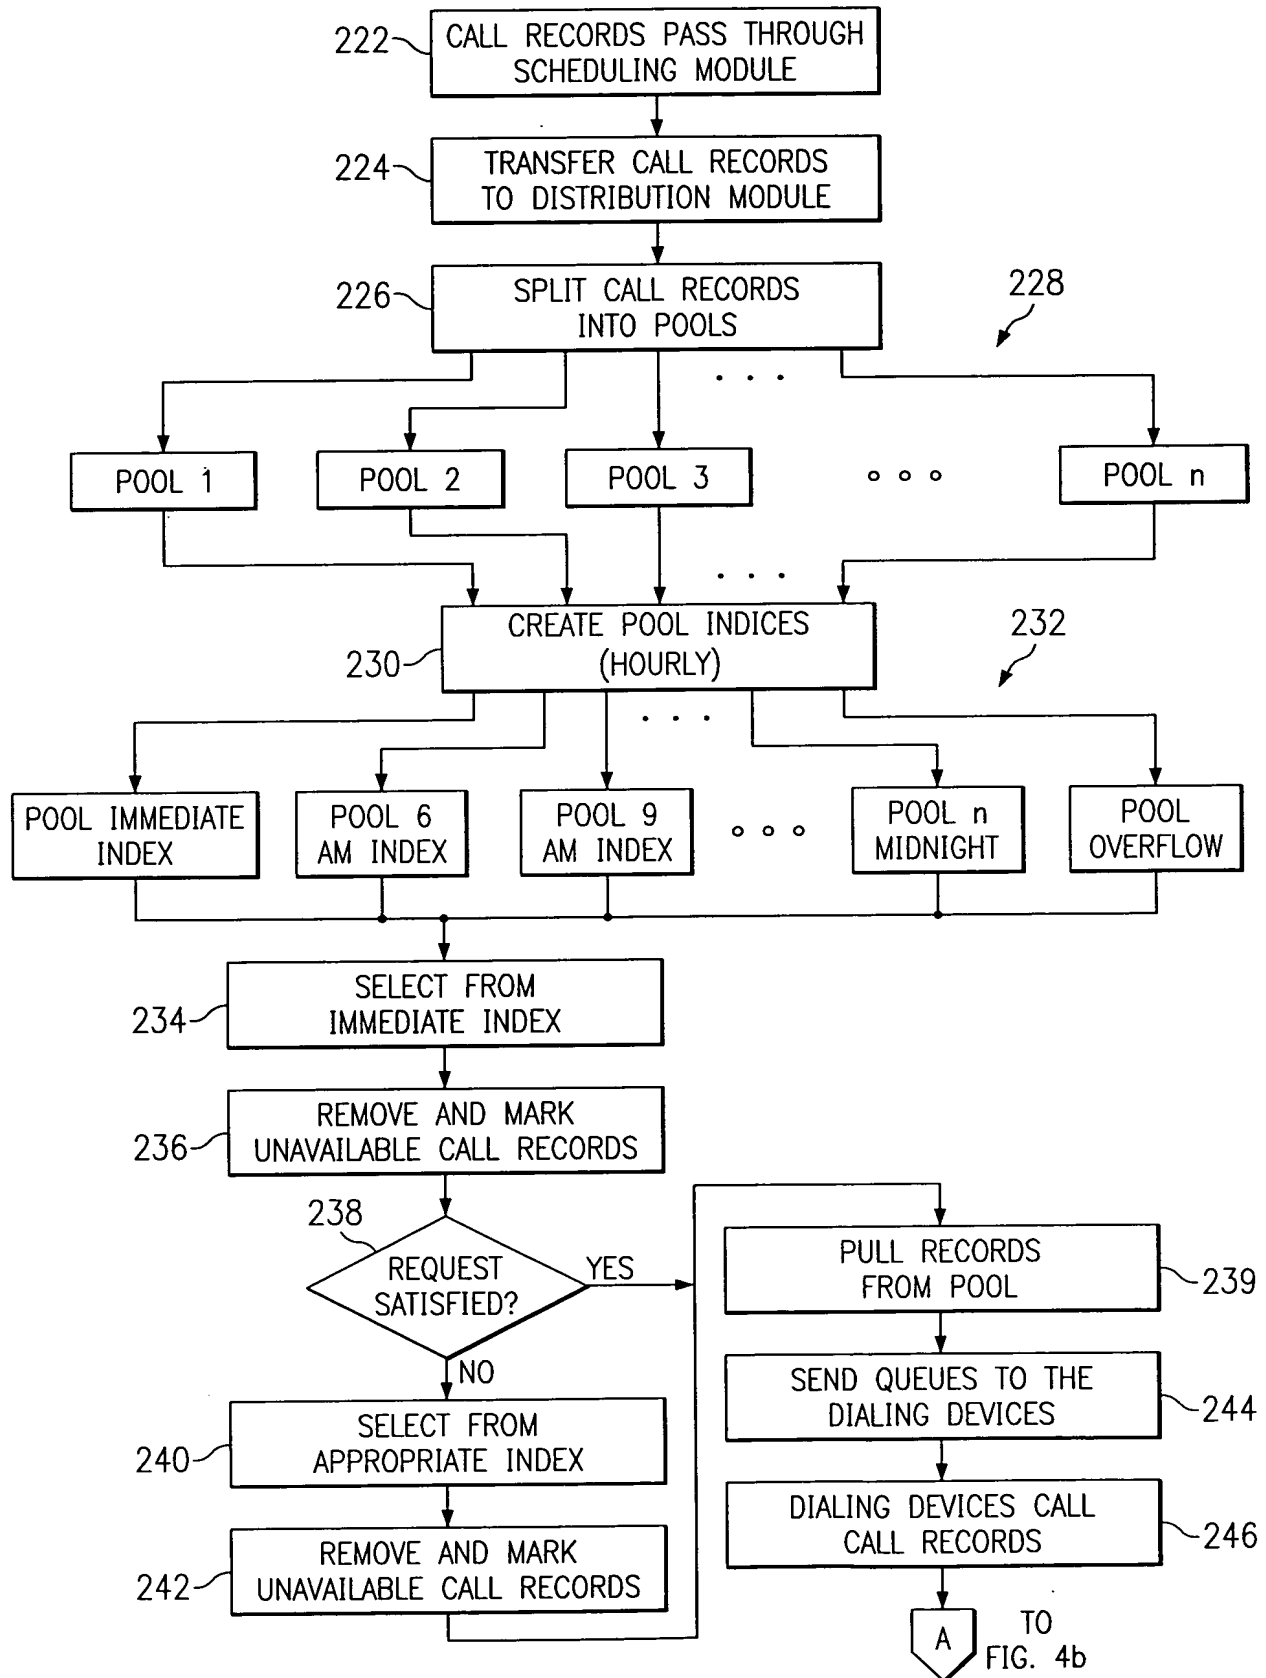 222
CALL RECORDS PASS THROUGH
SCHEDULING MODULE
224
TRANSFER CALL RECORDS
TO DISTRIBUTION MODULE
226
SPLIT CALL RECORDS
INTO POOLS
228
POOL 1
POOL 2
POOL 3
POOL n
230
CREATE POOL INDICES
(HOURLY)
232
POOL IMMEDIATE
INDEX
POOL 6
AM INDEX
POOL 9
AM INDEX
POOL n
MIDNIGHT
POOL
OVERFLOW
234
SELECT FROM
IMMEDIATE INDEX
236
REMOVE AND MARK
UNAVAILABLE CALL RECORDS
238
REQUEST
SATISFIED?
YES
NO
240
SELECT FROM
APPROPRIATE INDEX
242
REMOVE AND MARK
UNAVAILABLE CALL RECORDS
PULL RECORDS
FROM POOL
239
SEND QUEUES TO THE
DIALING DEVICES
244
DIALING DEVICES CALL
CALL RECORDS
246
A
TO
FIG. 4b